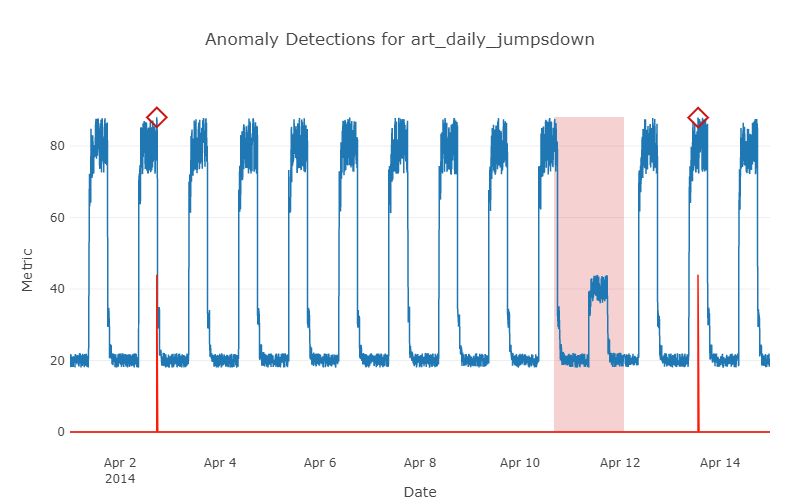 Anomaly Detections for art_daily_jumpsdown
80
60
40
20
0
Metric
Apr 2
2014
Apr 4
Apr 6
Apr 8
Apr 10
Apr 12
Apr 14
Date